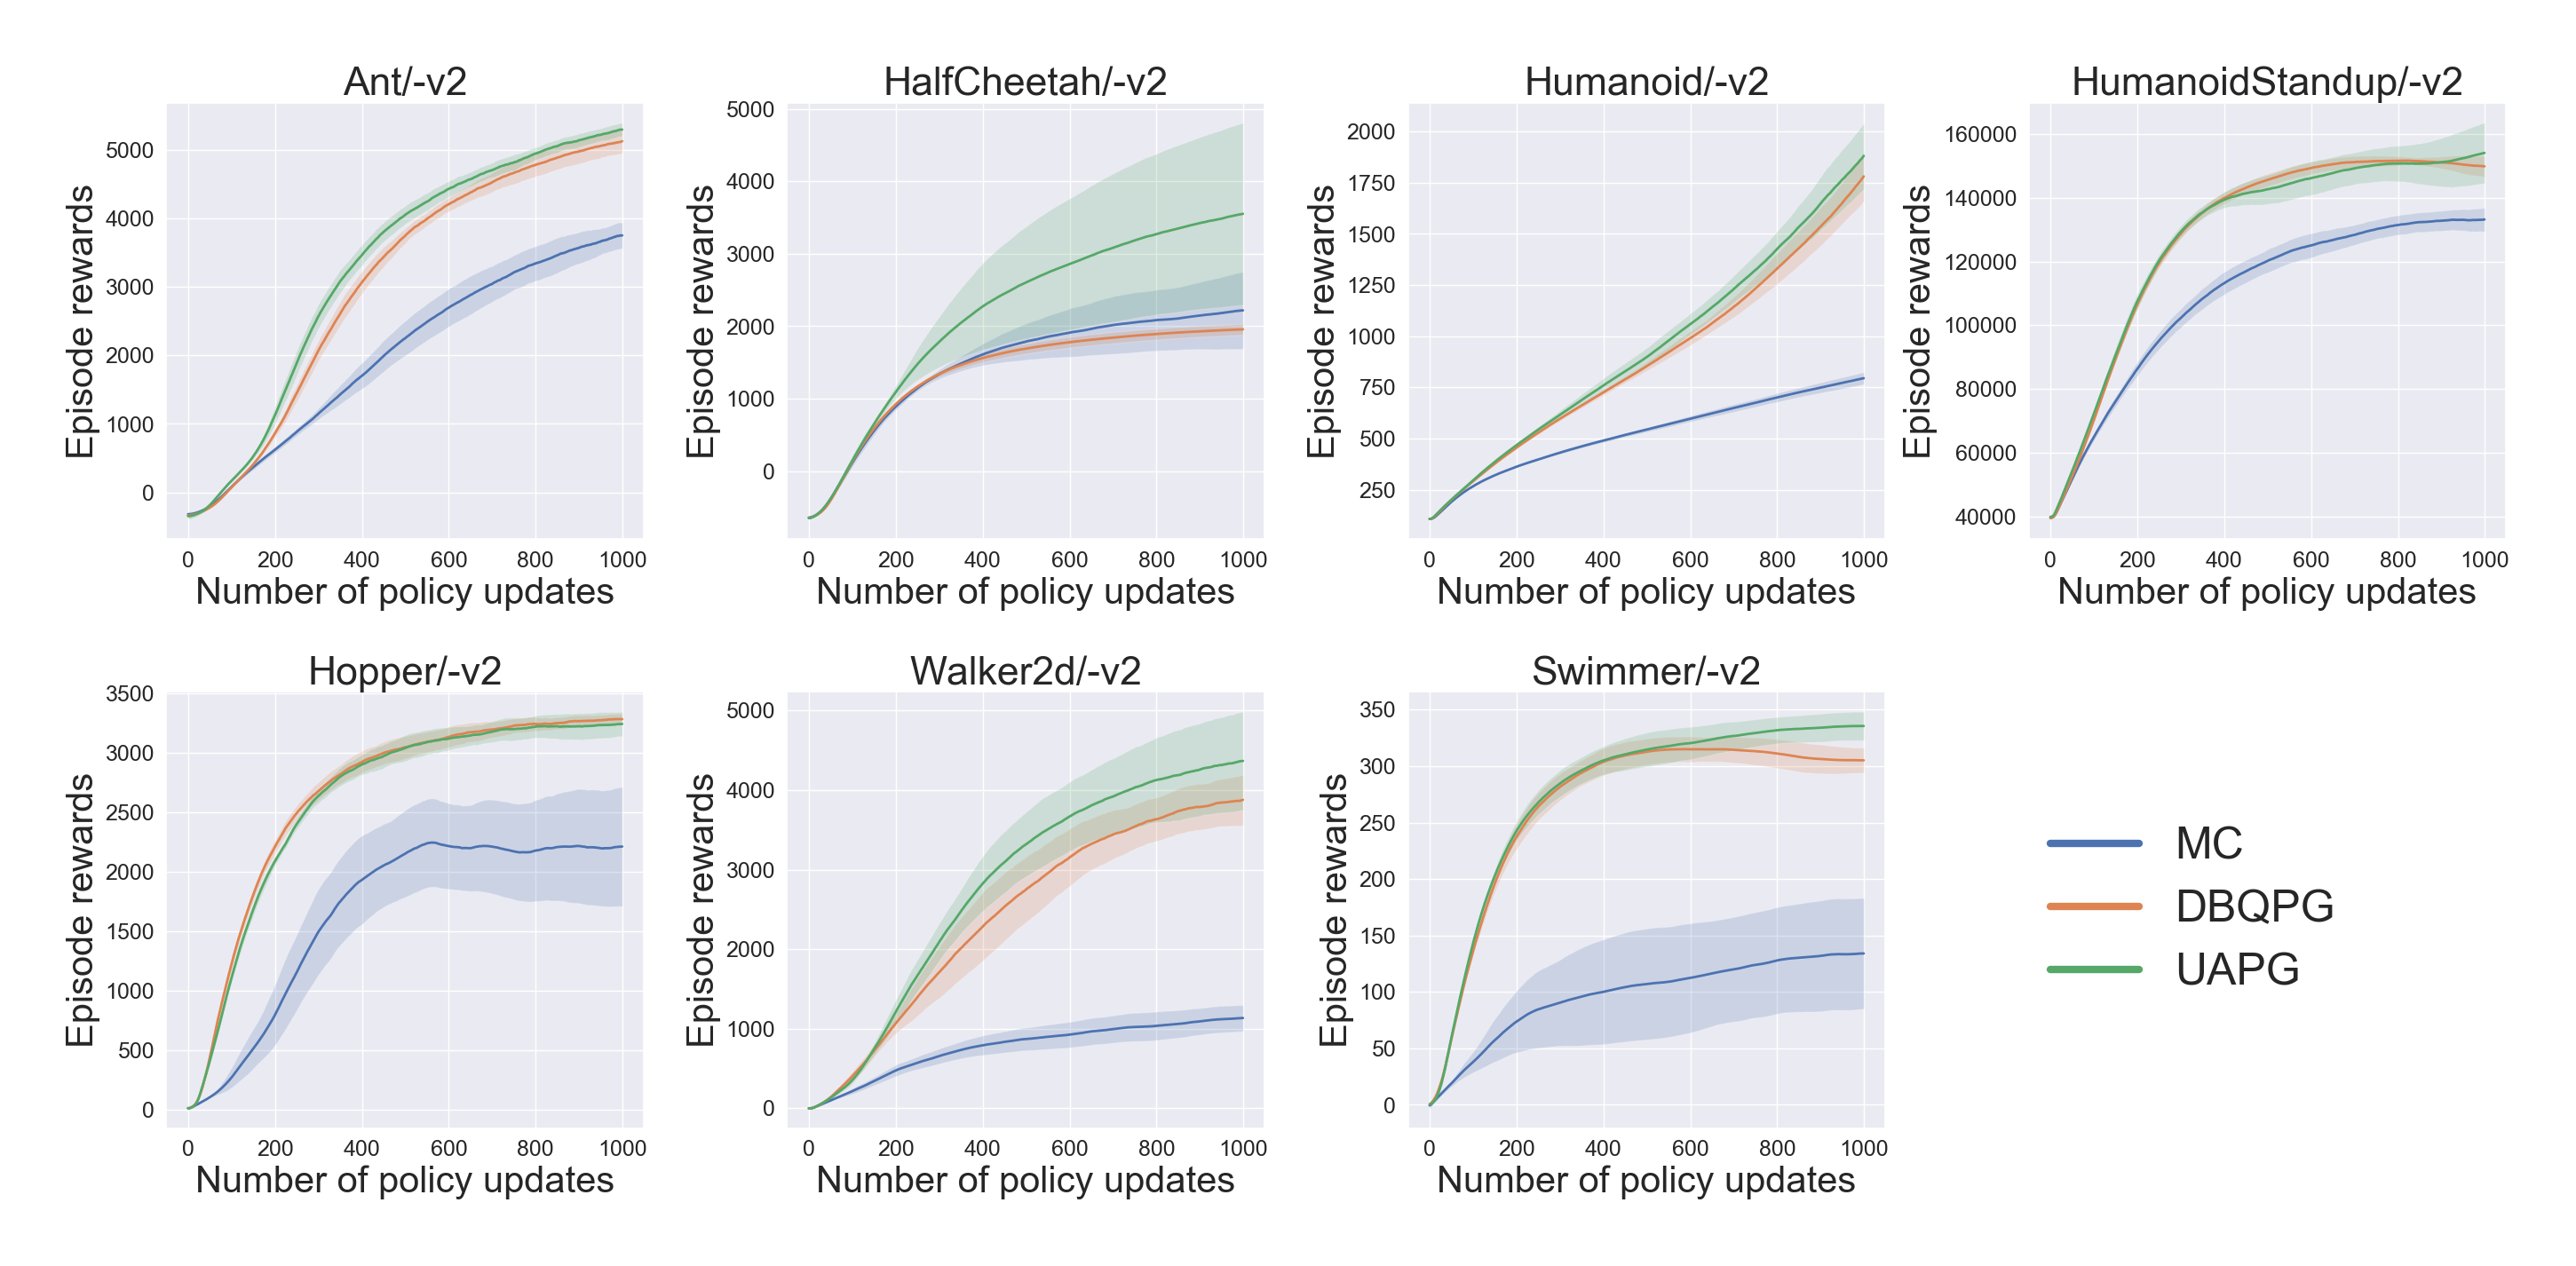 Ant/-v2
Episode rewards
5000
4000
3000
2000
1000
0
0 200 400 600 800 1000
Number of policy updates
HalfCheetah/-v2
Episode rewards
5000
4000
3000
2000
1000
0
0 200 400 600 800 1000
Number of policy updates
Humanoid/-v2
Episode rewards
2000
1750
1500
1250
1000
750
500
250
0 200 400 600 800 1000
Number of policy updates
HumanoidStandup/-v2
Episode rewards
160000
140000
120000
100000
80000
60000
40000
0 200 400 600 800 1000
Number of policy updates
Hopper/-v2
Episode rewards
3500
3000
2500
2000
1500
1000
500
0
0 200 400 600 800 1000
Number of policy updates
Walker2d/-v2
Episode rewards
5000
4000
3000
2000
1000
0
0 200 400 600 800 1000
Number of policy updates
Swimmer/-v2
Episode rewards
350
300
250
200
150
100
50
0
0 200 400 600 800 1000
Number of policy updates
MC
DBQPG
UAPG